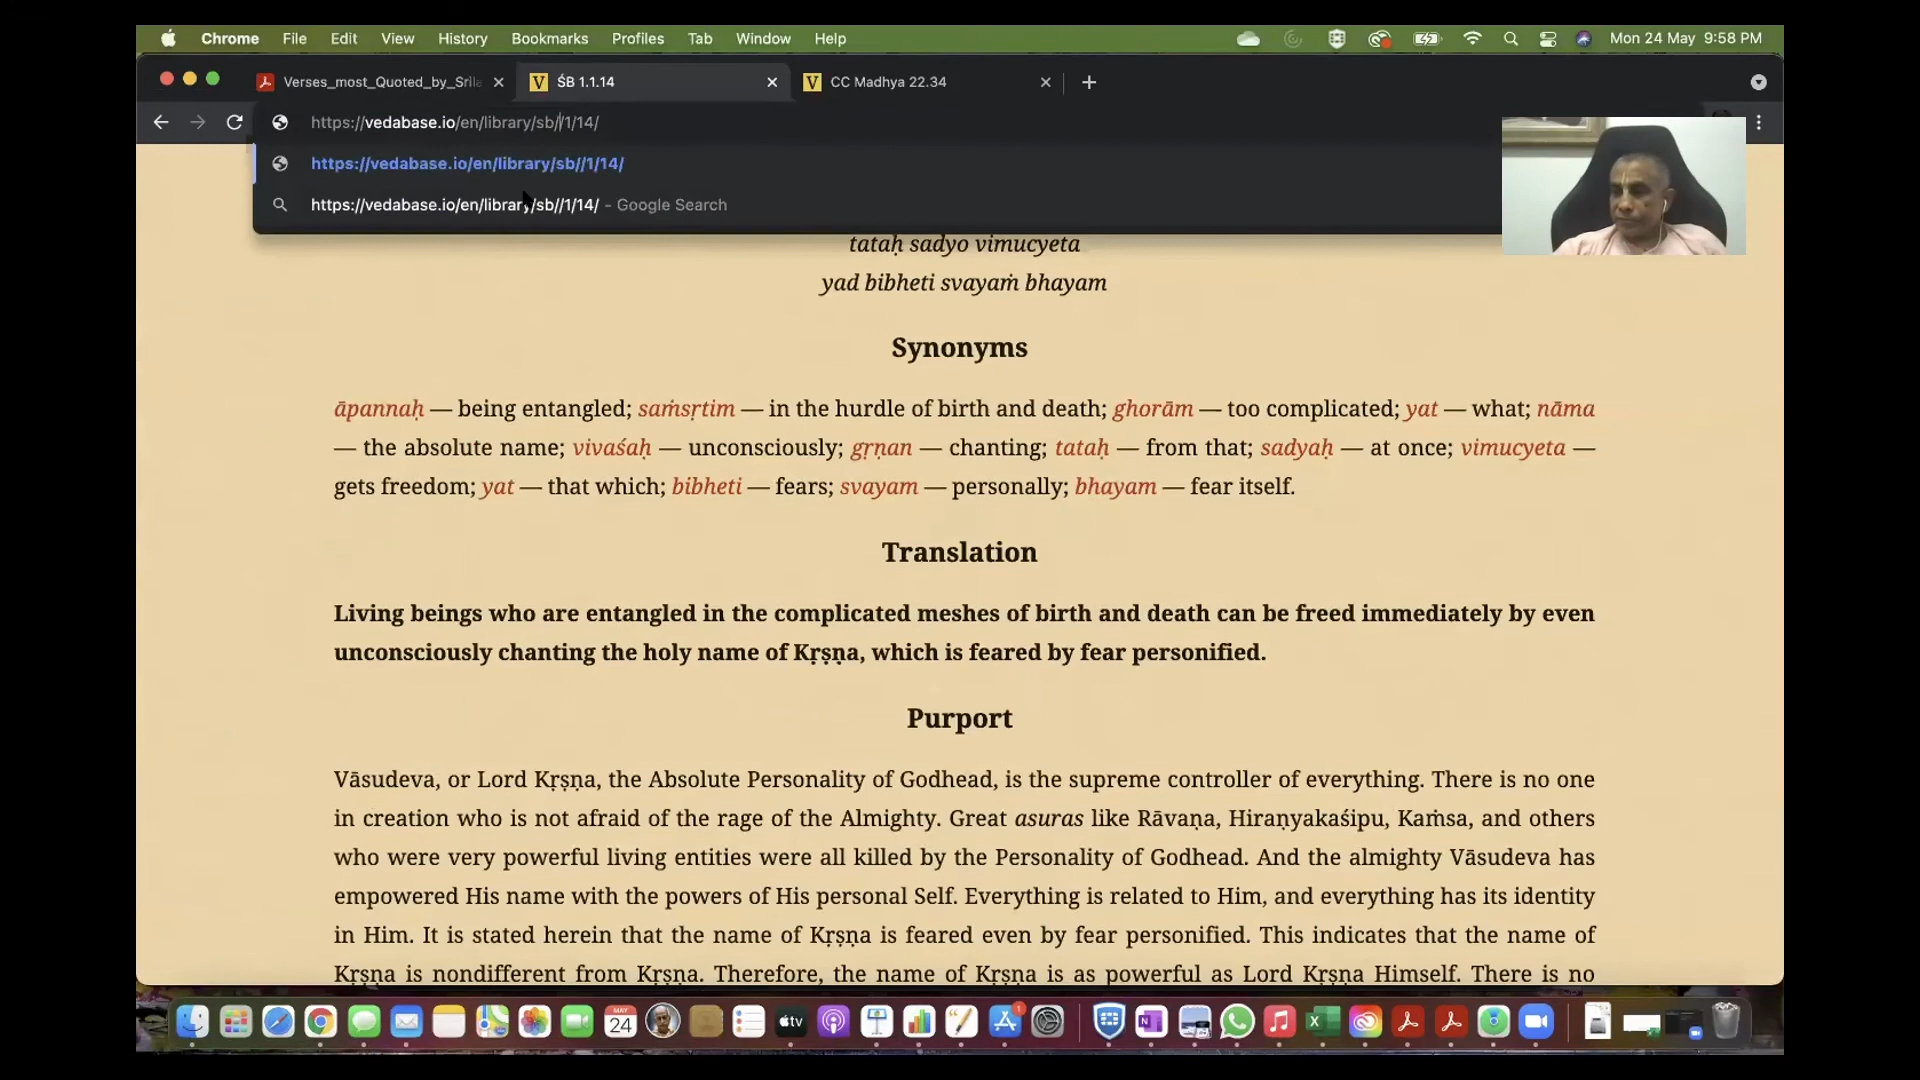 Chrome File Edit View History Bookmarks Profiles Tab Window Help Mon 24 May 9:58 PM
Verses_most_Quoted_by_Srila ŚB 1.1.14 CC Madhya 22.34
https://vedabase.io/en/library/sb//1/14/
https://vedabase.io/en/library/sb//1/14/
https://vedabase.io/en/library/sb//1/14/ – Google Search
tataḥ sadyo vimucyeta
yad bibheti svayaṁ bhayam
Synonyms
āpannaḥ — being entangled; saṁsṛtim — in the hurdle of birth and death; ghorām — too complicated; yat — what; nāma
— the absolute name; vivaśaḥ — unconsciously; gṛṇan — chanting; tataḥ — from that; sadyaḥ — at once; vimucyeta —
gets freedom; yat — that which; bibheti — fears; svayam — personally; bhayam — fear itself.
Translation
Living beings who are entangled in the complicated meshes of birth and death can be freed immediately by even
unconsciously chanting the holy name of Kṛṣṇa, which is feared by fear personified.
Purport
Vāsudeva, or Lord Kṛṣṇa, the Absolute Personality of Godhead, is the supreme controller of everything. There is no one
in creation who is not afraid of the rage of the Almighty. Great asuras like Rāvaṇa, Hiraṇyakaśipu, Kaṁsa, and others
who were very powerful living entities were all killed by the Personality of Godhead. And the almighty Vāsudeva has
empowered His name with the powers of His personal Self. Everything is related to Him, and everything has its identity
in Him. It is stated herein that the name of Kṛṣṇa is feared even by fear personified. This indicates that the name of
Kṛṣṇa is nondifferent from Kṛṣṇa. Therefore, the name of Kṛṣṇa is as powerful as Lord Kṛṣṇa Himself. There is no
MAY
24
tv
1